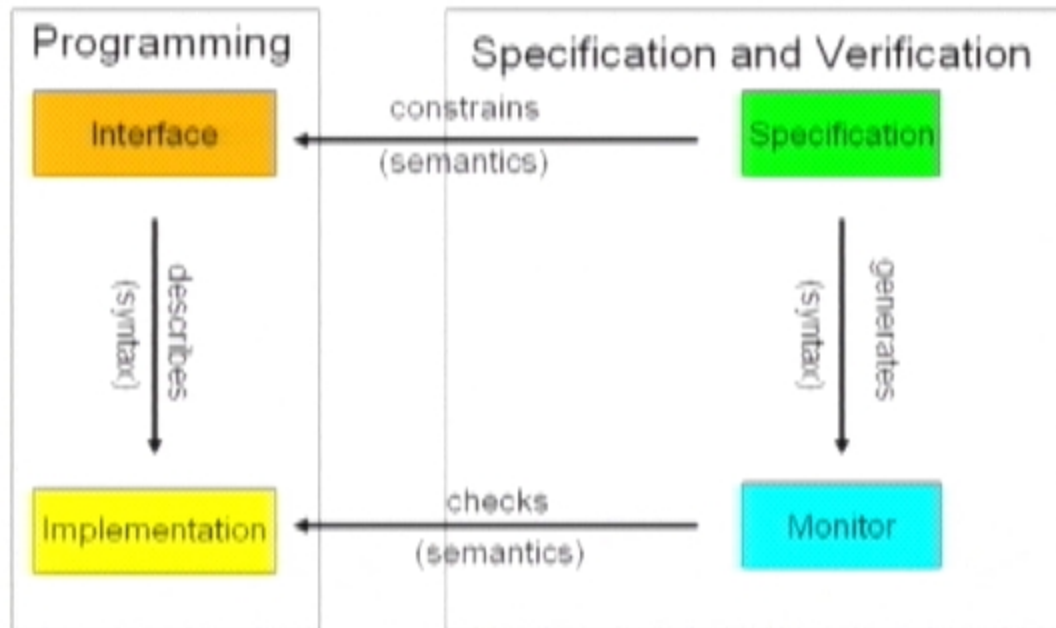 Programming
Specification and Verification
Interface
constrains
(semantics)
Specification
describes
(syntax)
generates
(syntax)
Implementation
checks
(semantics)
Monitor